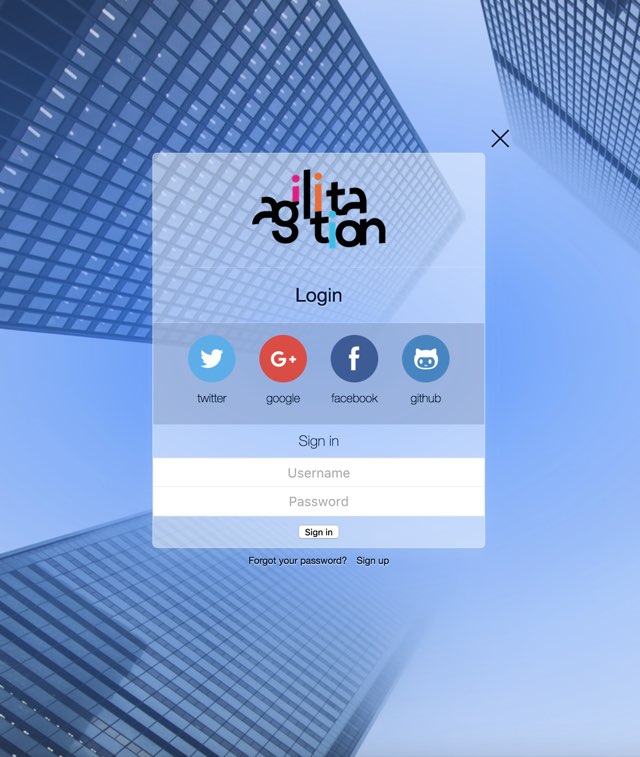 agilitation
Login
G+
twitter google facebook github
Sign in
Username
Password
Sign in
Forgot your password? Sign up